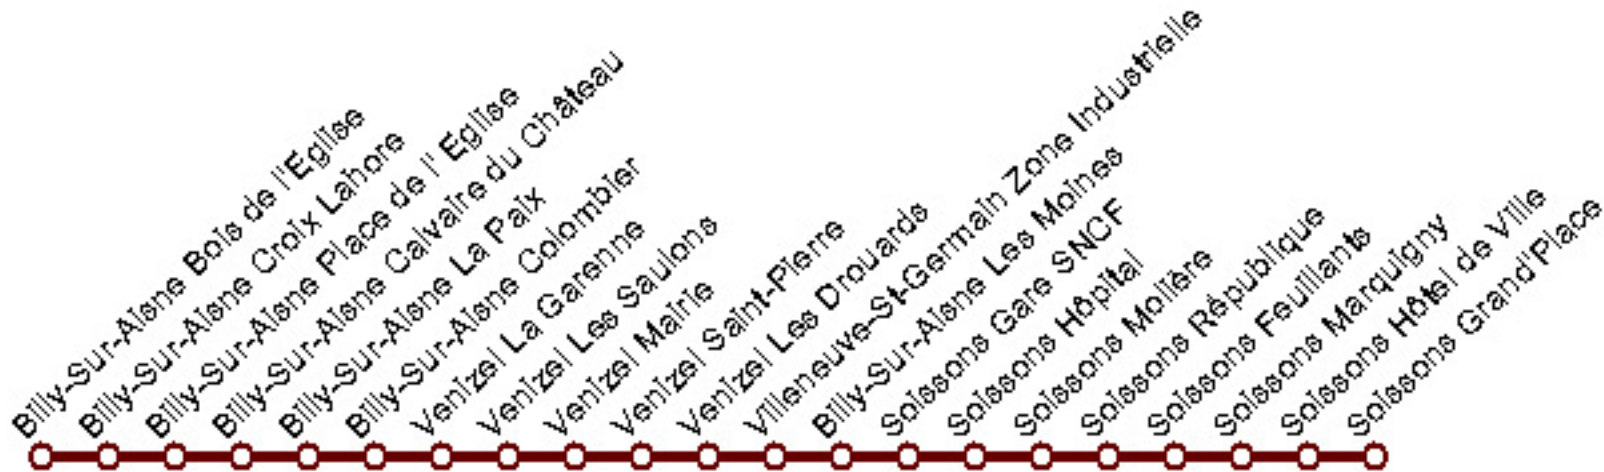 Billy-Sur-Aisne Bois de l'Eglise
Billy-Sur-Aisne Croix Lahore
Billy-Sur-Aisne Place de l' Eglise
Billy-Sur-Aisne Calvaire du Château
Billy-Sur-Aisne La Paix
Billy-Sur-Aisne Colombier
Venizel La Garenne
Venizel Les Saulons
Venizel Mairie
Venizel Saint-Pierre
Venizel Les Drouards
Villeneuve-St-Germain Zone Industrielle
Billy-Sur-Aisne Les Moines
Soissons Gare SNCF
Soissons Hôpital
Soissons Molière
Soissons République
Soissons Feuillants
Soissons Marquigny
Soissons Hôtel de Ville
Soissons Grand'Place